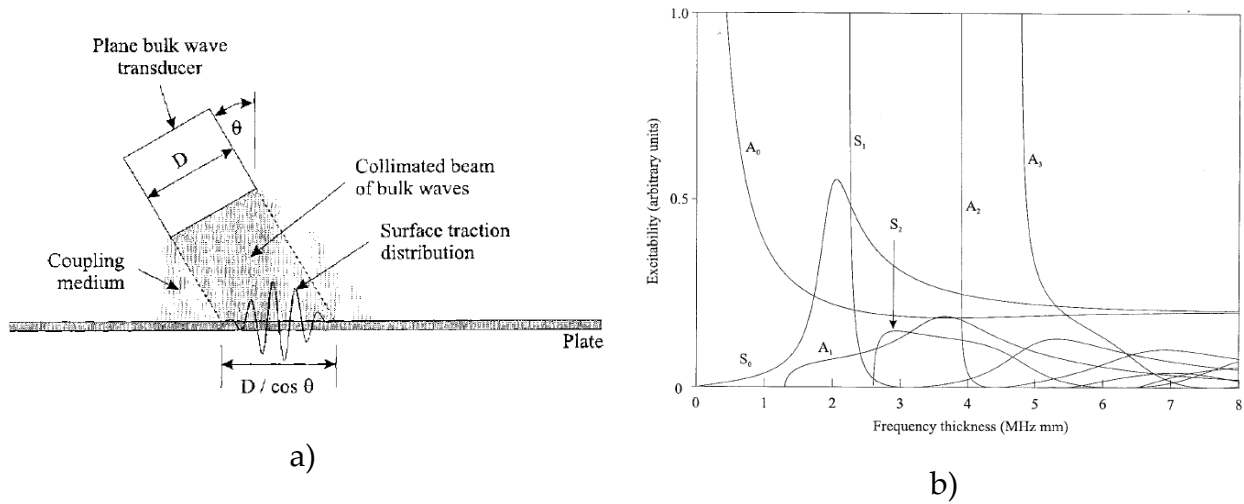 Plane bulk wave
transducer
θ
D
Collimated beam
of bulk waves
Surface traction
distribution
Coupling
medium
Plate
D / cos θ
a)
Excitability (arbitrary units)
1.0
0.5
0
A₀
S₁
A₃
A₂
S₂
S₀
A₁
0 1 2 3 4 5 6 7 8
Frequency thickness (MHz mm)
b)